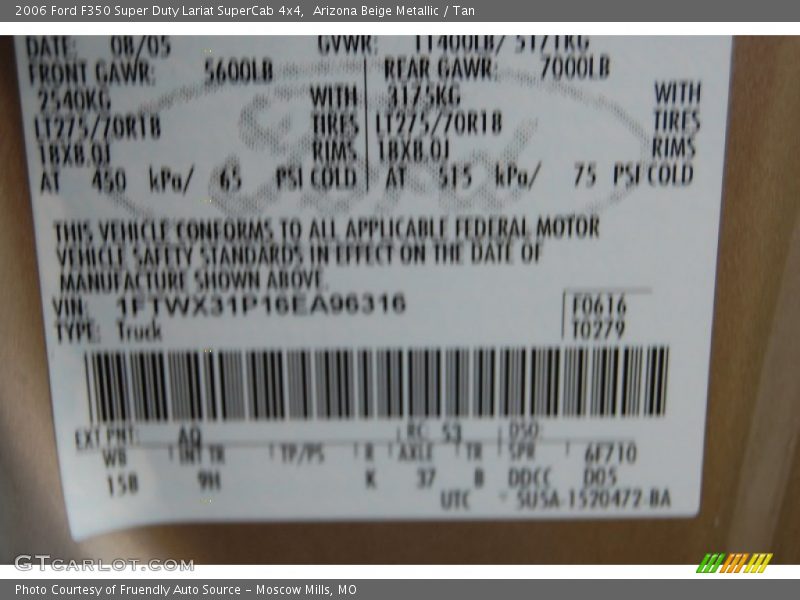 2006 Ford F350 Super Duty Lariat SuperCab 4x4, Arizona Beige Metallic / Tan
DATE: 08/05 GVWR: 11400LB/ 5171KG
FRONT GAWR: 5600LB REAR GAWR: 7000LB
2540KG WITH 3175KG WITH
LT275/70R18 TIRES LT275/70R18 TIRES
18X8.0J RIMS 18X8.0J RIMS
AT 450 kPa/ 65 PSI COLD AT 515 kPa/ 75 PSI COLD
THIS VEHICLE CONFORMS TO ALL APPLICABLE FEDERAL MOTOR
VEHICLE SAFETY STANDARDS IN EFFECT ON THE DATE OF
MANUFACTURE SHOWN ABOVE.
VIN: 1FTWX31P16EA96316 F0616
TYPE: Truck T0279
EXT PNT: AQ RC: 53 DSO:
WB INT TR TP/PS R AXLE TR SPR 6F710
158 9H K 37 B DDCC D05
UTC SU5A-1520472-BA
GTCARLOT.COM
Photo Courtesy of Fruendly Auto Source – Moscow Mills, MO